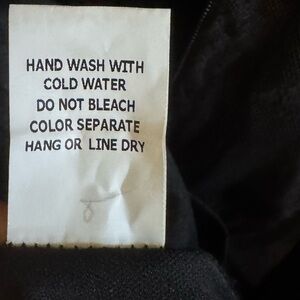 HAND WASH WITH
COLD WATER
DO NOT BLEACH
COLOR SEPARATE
HANG OR LINE DRY